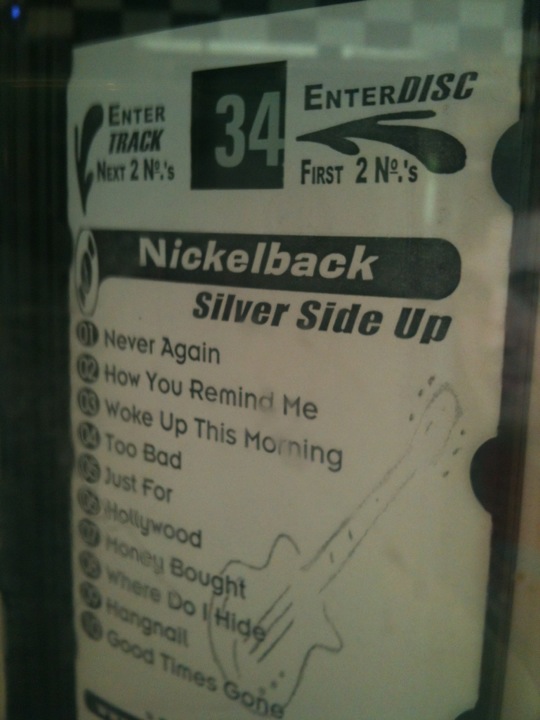 ENTER
TRACK
NEXT 2 Nº.'s
34
ENTERDISC
FIRST 2 Nº.'s
Nickelback
Silver Side Up
01 Never Again
02 How You Remind Me
03 Woke Up This Morning
04 Too Bad
05 Just For
06 Hollywood
07 Money Bought
08 Where Do I Hide
09 Hangnail
10 Good Times Gone